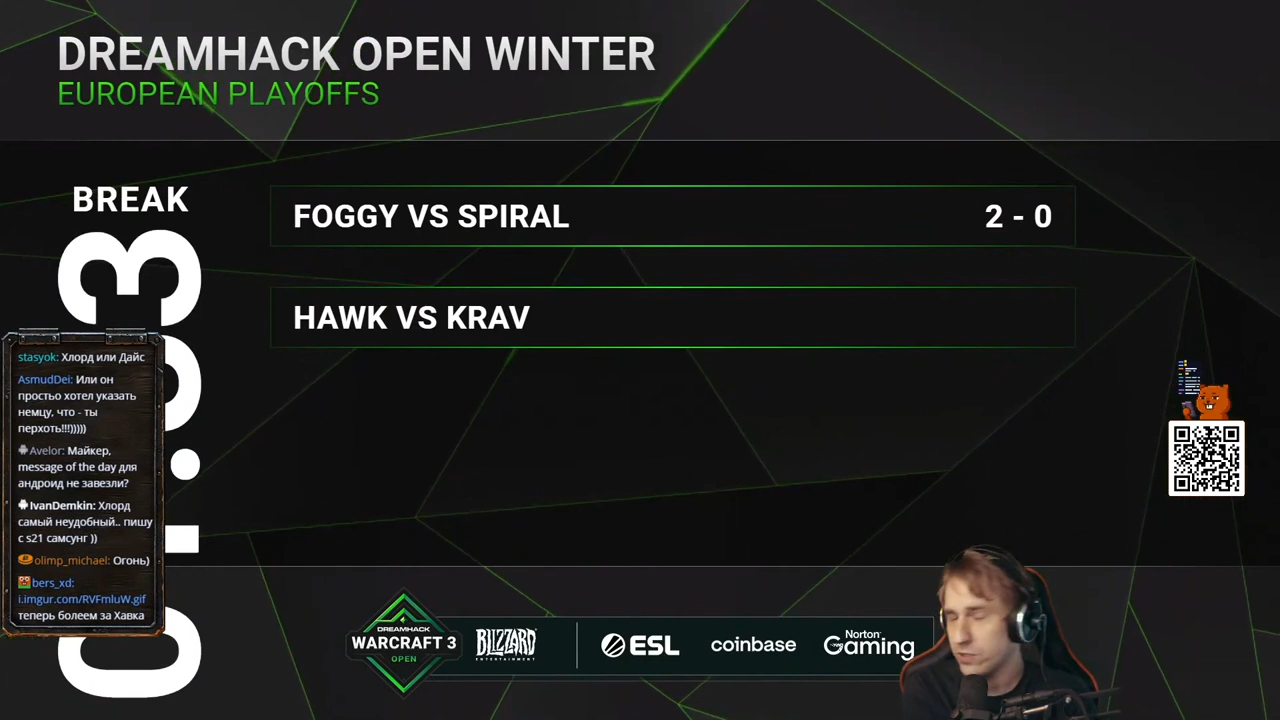 DREAMHACK OPEN WINTER
EUROPEAN PLAYOFFS
BREAK
FOGGY VS SPIRAL
2 - 0
HAWK VS KRAV
stasyok: Хлорд или Дайс
AsmudDei: Или он
простьо хотел указать
немцу, что - ты
перхоть!!!)))))
Avelor: Майкер,
message of the day для
андроид не завезли?
IvanDemkin: Хлорд
самый неудобный.. пишу
с s21 самсунг ))
olimp_michael: Огонь)
bers_xd:
i.imgur.com/RVFmluW.gif
теперь болеем за Хавка
DREAMHACK
WARCRAFT 3
OPEN
BLIZZARD
ENTERTAINMENT
ESL
coinbase
Norton
Gaming